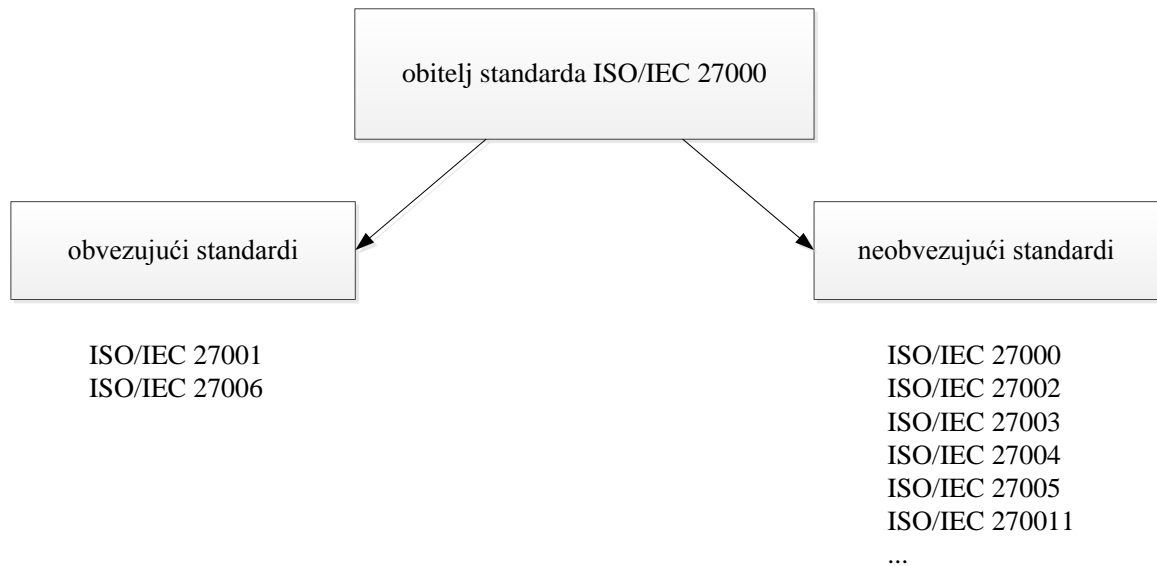 obitelj standarda ISO/IEC 27000
obvezujući standardi
ISO/IEC 27001
ISO/IEC 27006
neobvezujući standardi
ISO/IEC 27000
ISO/IEC 27002
ISO/IEC 27003
ISO/IEC 27004
ISO/IEC 27005
ISO/IEC 270011
...